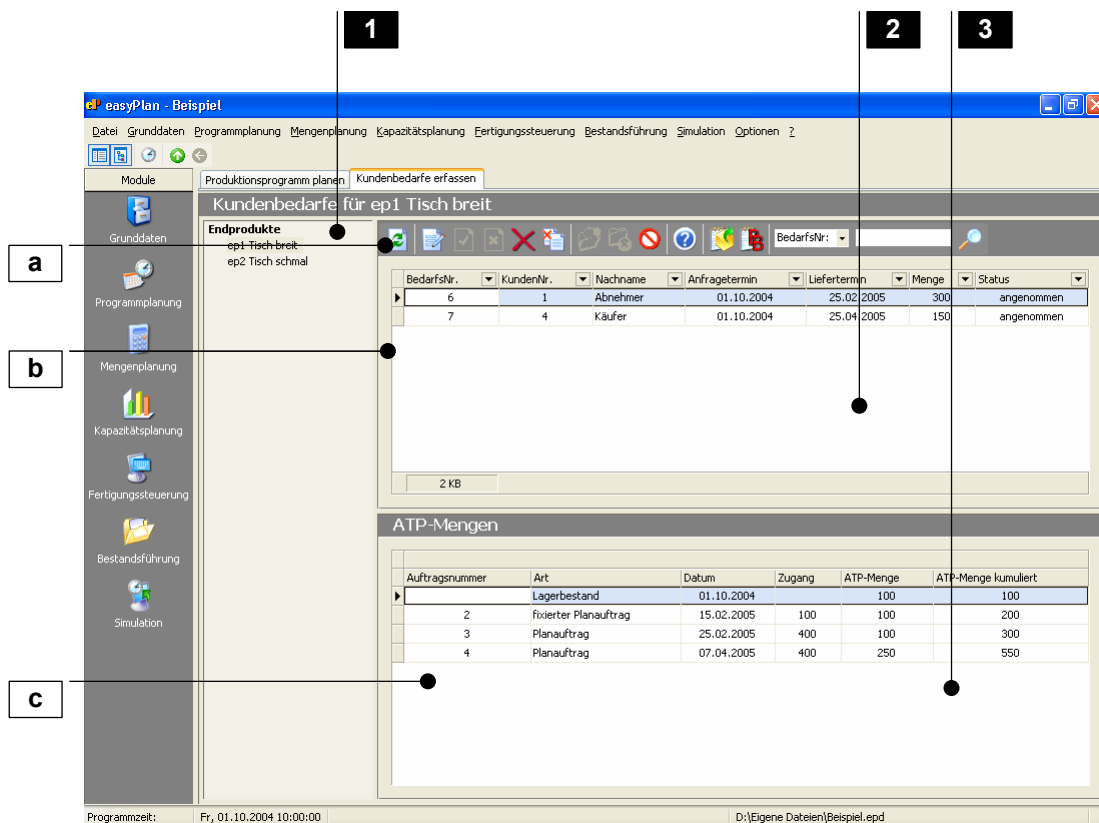 1
2
3
eP easyPlan - Beispiel
Datei Grunddaten Programmplanung Mengenplanung Kapazitätsplanung Fertigungssteuerung Bestandsführung Simulation Optionen ?
Module
Produktionsprogramm planen
Kundenbedarfe erfassen
Kundenbedarfe für ep1 Tisch breit
Grunddaten
Programmplanung
Mengenplanung
Kapazitätsplanung
Fertigungssteuerung
Bestandsführung
Simulation
a
b
c
Endprodukte
ep1 Tisch breit
ep2 Tisch schmal
BedarfsNr:
BedarfsNr. KundenNr. Nachname Anfragetermin Liefertermin Menge Status
6 1 Abnehmer 01.10.2004 25.02.2005 300 angenommen
7 4 Käufer 01.10.2004 25.04.2005 150 angenommen
2 KB
ATP-Mengen
Auftragsnummer Art Datum Zugang ATP-Menge ATP-Menge kumuliert
Lagerbestand 01.10.2004 100 100
2 fixierter Planauftrag 15.02.2005 100 100 200
3 Planauftrag 25.02.2005 400 100 300
4 Planauftrag 07.04.2005 400 250 550
Programmzeit: Fr, 01.10.2004 10:00:00 D:\Eigene Dateien\Beispiel.epd